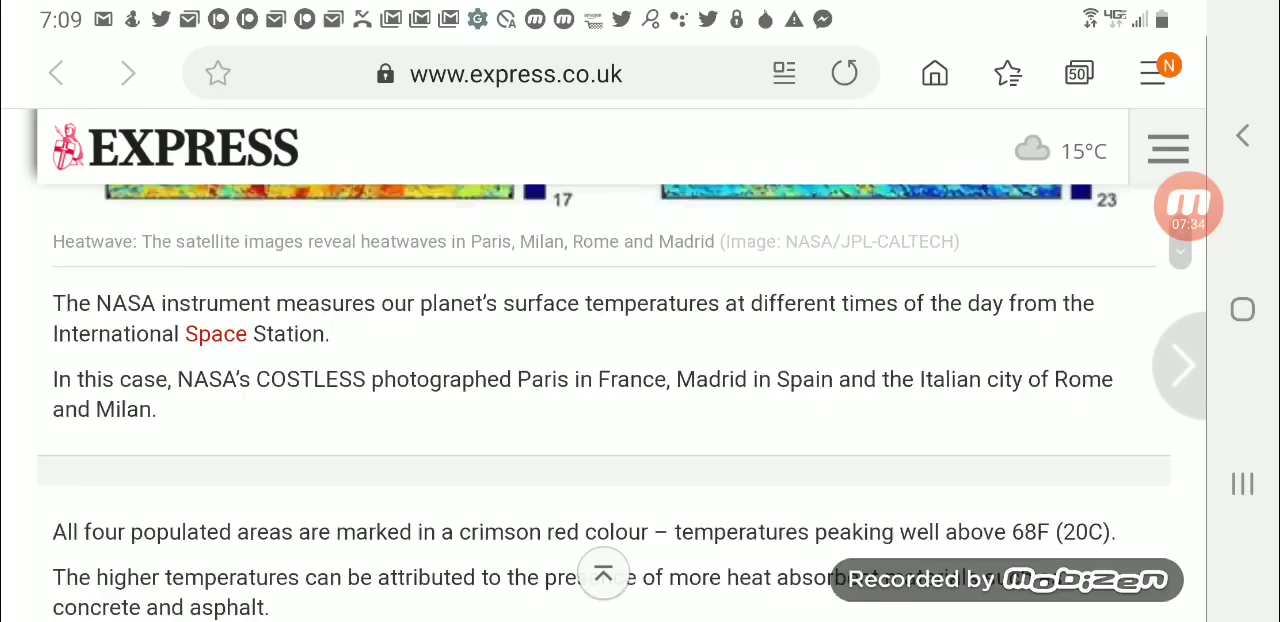 7:09
4GE
www.express.co.uk
50
N
EXPRESS
15°C
17
23
07:34
Heatwave: The satellite images reveal heatwaves in Paris, Milan, Rome and Madrid (Image: NASA/JPL-CALTECH)
The NASA instrument measures our planet's surface temperatures at different times of the day from the
International Space Station.
In this case, NASA's COSTLESS photographed Paris in France, Madrid in Spain and the Italian city of Rome
and Milan.
All four populated areas are marked in a crimson red colour – temperatures peaking well above 68F (20C).
The higher temperatures can be attributed to the of more heat
Recorded by mobizen
concrete and asphalt.